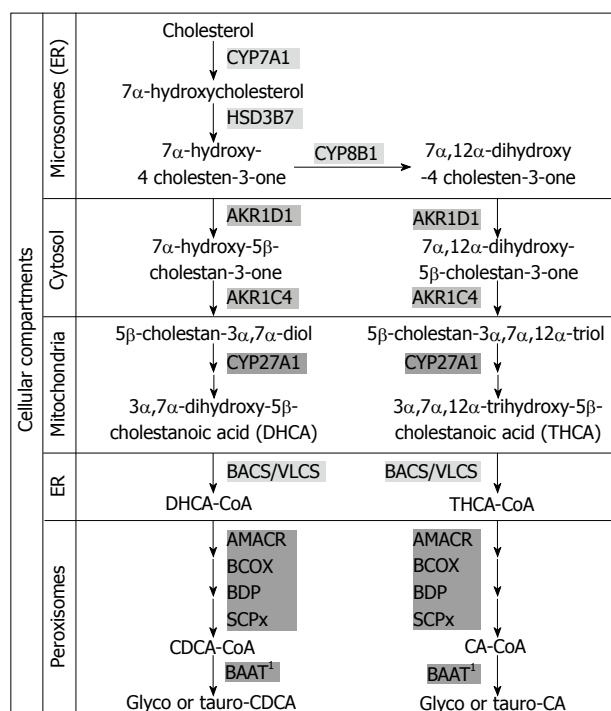 Cellular compartments
Microsomes (ER)
Cholesterol
CYP7A1
7α-hydroxycholesterol
HSD3B7
7α-hydroxy-
4 cholesten-3-one
CYP8B1
7α,12α-dihydroxy
-4 cholesten-3-one
Cytosol
AKR1D1
AKR1D1
7α-hydroxy-5β-
cholestan-3-one
7α,12α-dihydroxy-
5β-cholestan-3-one
AKR1C4
AKR1C4
Mitochondria
5β-cholestan-3α,7α-diol
5β-cholestan-3α,7α,12α-triol
CYP27A1
CYP27A1
3α,7α-dihydroxy-5β-
cholestanoic acid (DHCA)
3α,7α,12α-trihydroxy-5β-
cholestanoic acid (THCA)
ER
BACS/VLCS
BACS/VLCS
DHCA-CoA
THCA-CoA
Peroxisomes
AMACR
BCOX
BDP
SCPx
AMACR
BCOX
BDP
SCPx
CDCA-CoA
CA-CoA
BAAT¹
BAAT¹
Glyco or tauro-CDCA
Glyco or tauro-CA